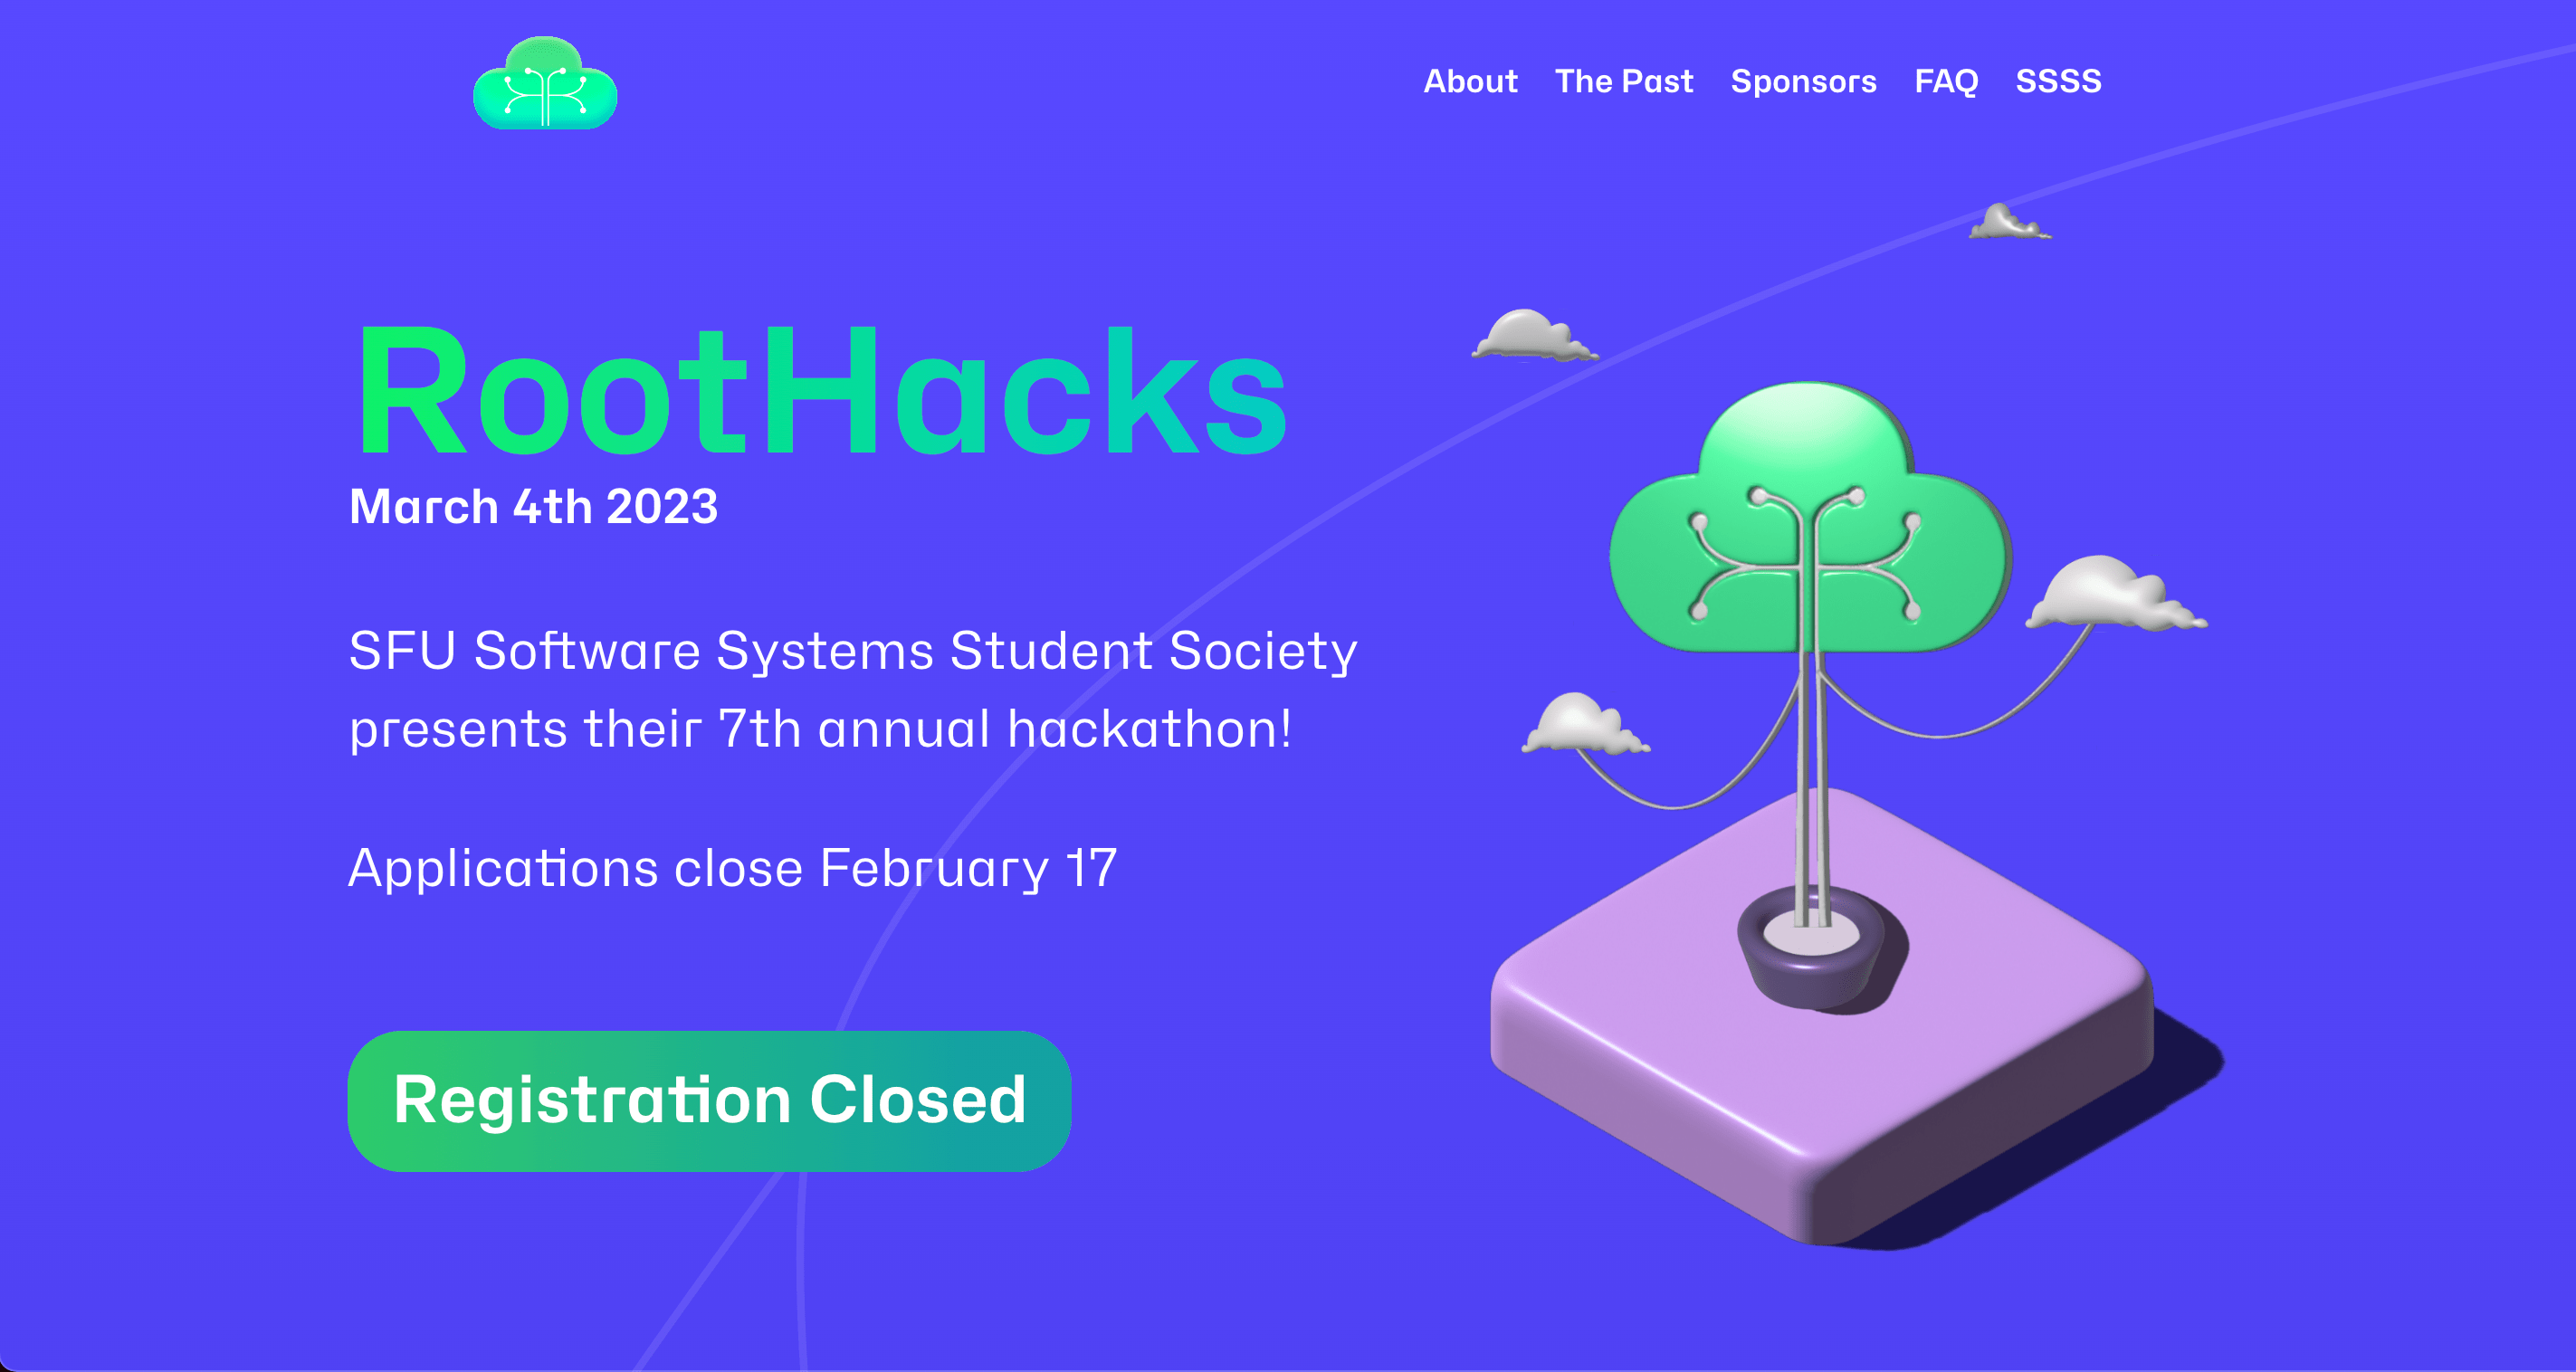 About The Past Sponsors FAQ SSSS
RootHacks
March 4th 2023
SFU Software Systems Student Society
presents their 7th annual hackathon!
Applications close February 17
Registration Closed